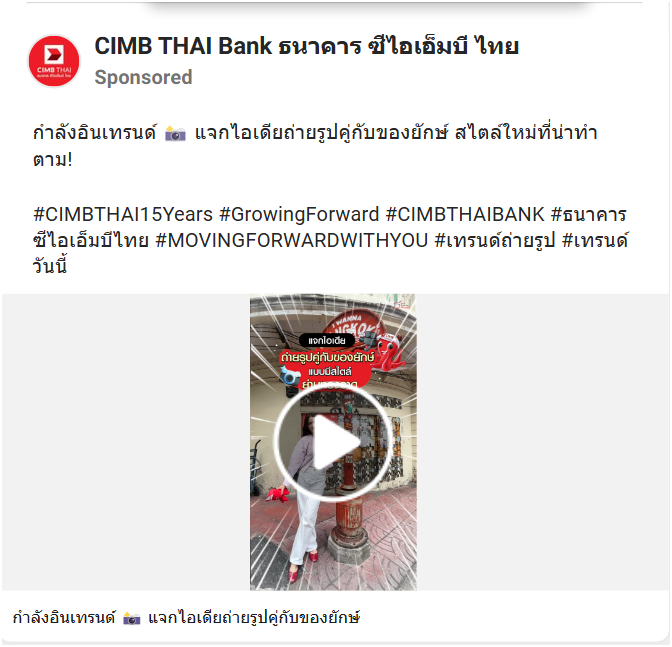 CIMB THAI Bank ธนาคาร ซีไอเอ็มบี ไทย
CIMB THAI
Sponsored
กำลังอินเทรนด์ 📸 แจกไอเดียถ่ายรูปคู่กับของยักษ์ สไตล์ใหม่ที่น่าทำ
ตาม!
#CIMBTHAI15Years #GrowingForward #CIMBTHAIBANK #ธนาคาร
ซีไอเอ็มบีไทย #MOVINGFORWARDWITHYOU #เทรนด์ถ่ายรูป #เทรนด์
วันนี้
I WANNA
แจกไอเดีย
ถ่ายรูปคู่กับของยักษ์
แบบมีสไตล์
กำลังอินเทรนด์ 📸 แจกไอเดียถ่ายรูปคู่กับของยักษ์